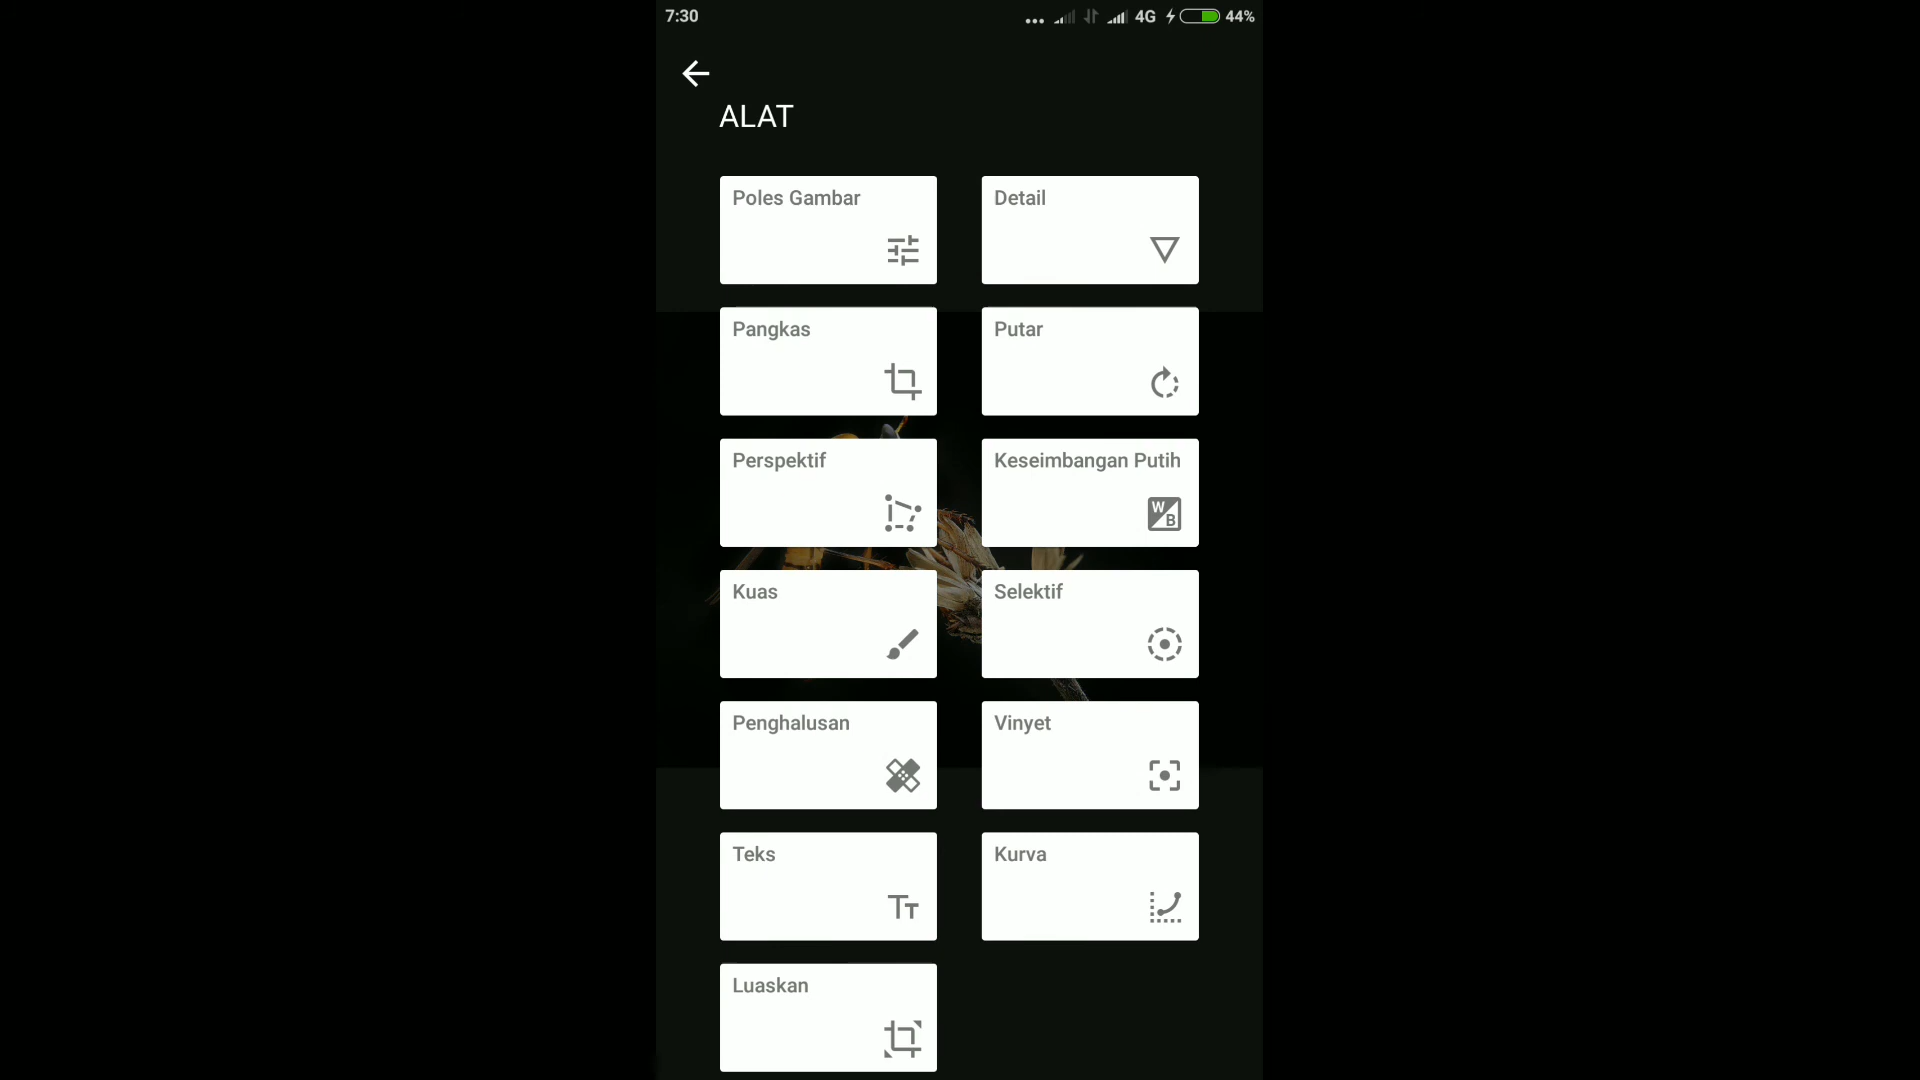 7:30
4G 44%
ALAT
Poles Gambar
Detail
Pangkas
Putar
Perspektif
Keseimbangan Putih
W
B
Kuas
Selektif
Penghalusan
Vinyet
Teks
Tt
Kurva
Luaskan